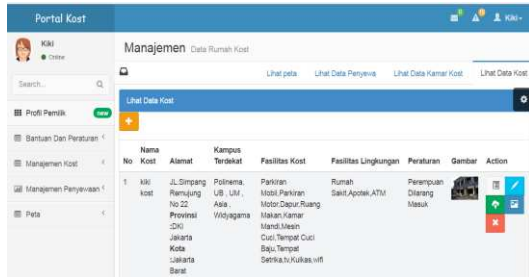 Portal Kost
Kiki
Kiki
Online
Manajemen Data Rumah Kost
Search...
Lihat peta
Lihat Data Penyewa
Lihat Data Kamar Kost
Lihat Data Kost
Profil Pemilik
new
Bantuan Dan Peraturan
Manajemen Kost
Manajemen Penyewaan
Peta
Lihat Data Kost
No
Nama
Kost
Alamat
Kampus
Terdekat
Fasilitas Kost
Fasilitas Lingkungan
Peraturan
Gambar
Action
1
kiki
kost
JL.Simpang
Remujung
No 22
Provinsi
:DKI
Jakarta
Kota
:Jakarta
Barat
Polinema,
UB , UM ,
Asia ,
Widyagama
Parkiran
Mobil,Parkiran
Motor,Dapur,Ruang
Makan,Kamar
Mandi,Mesin
Cuci,Tempat Cuci
Baju,Tempat
Setrika,tv,Kulkas,wifi
Rumah
Sakit,Apotek,ATM
Perempuan
Dilarang
Masuk